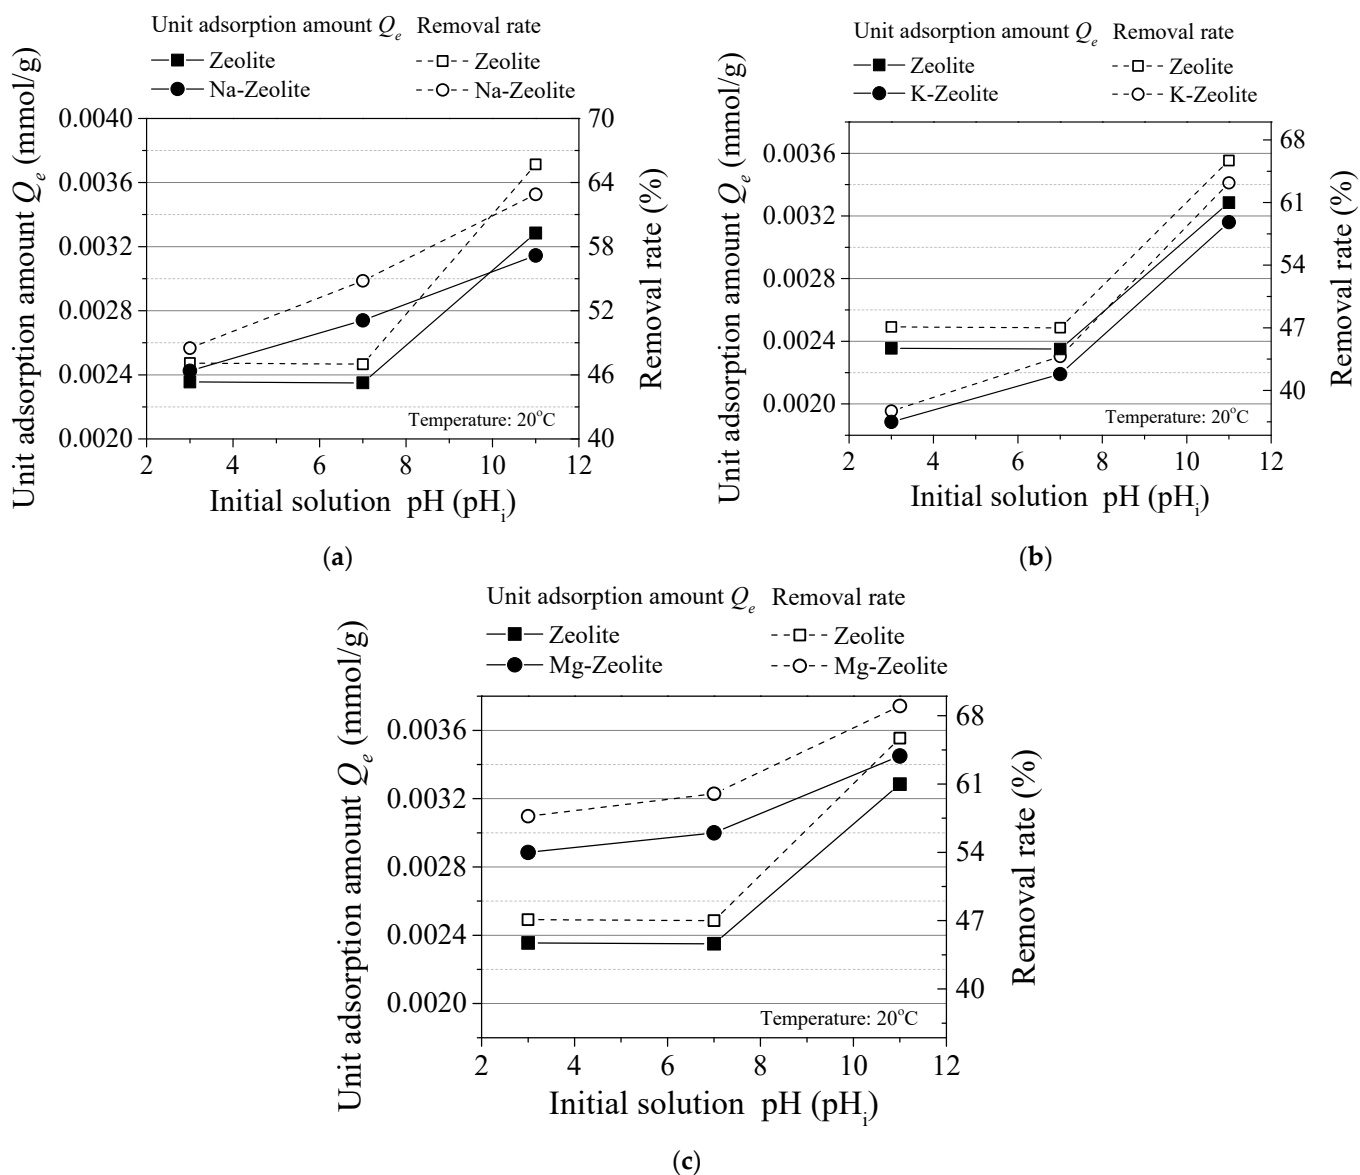 Unit adsorption amount Qe Removal rate
Zeolite Zeolite
Na-Zeolite Na-Zeolite
Unit adsorption amount Qe (mmol/g)
0.0040
0.0036
0.0032
0.0028
0.0024
0.0020
70
64
58
52
46
40
Removal rate (%)
Temperature: 20°C
2 4 6 8 10 12
Initial solution pH (pHi)
(a)
Unit adsorption amount Qe Removal rate
Zeolite Zeolite
K-Zeolite K-Zeolite
Unit adsorption amount Qe (mmol/g)
0.0036
0.0032
0.0028
0.0024
0.0020
68
61
54
47
40
Removal rate (%)
Temperature: 20°C
2 4 6 8 10 12
Initial solution pH (pHi)
(b)
Unit adsorption amount Qe Removal rate
Zeolite Zeolite
Mg-Zeolite Mg-Zeolite
Unit adsorption amount Qe (mmol/g)
0.0036
0.0032
0.0028
0.0024
0.0020
68
61
54
47
40
Removal rate (%)
Temperature: 20°C
2 4 6 8 10 12
Initial solution pH (pHi)
(c)